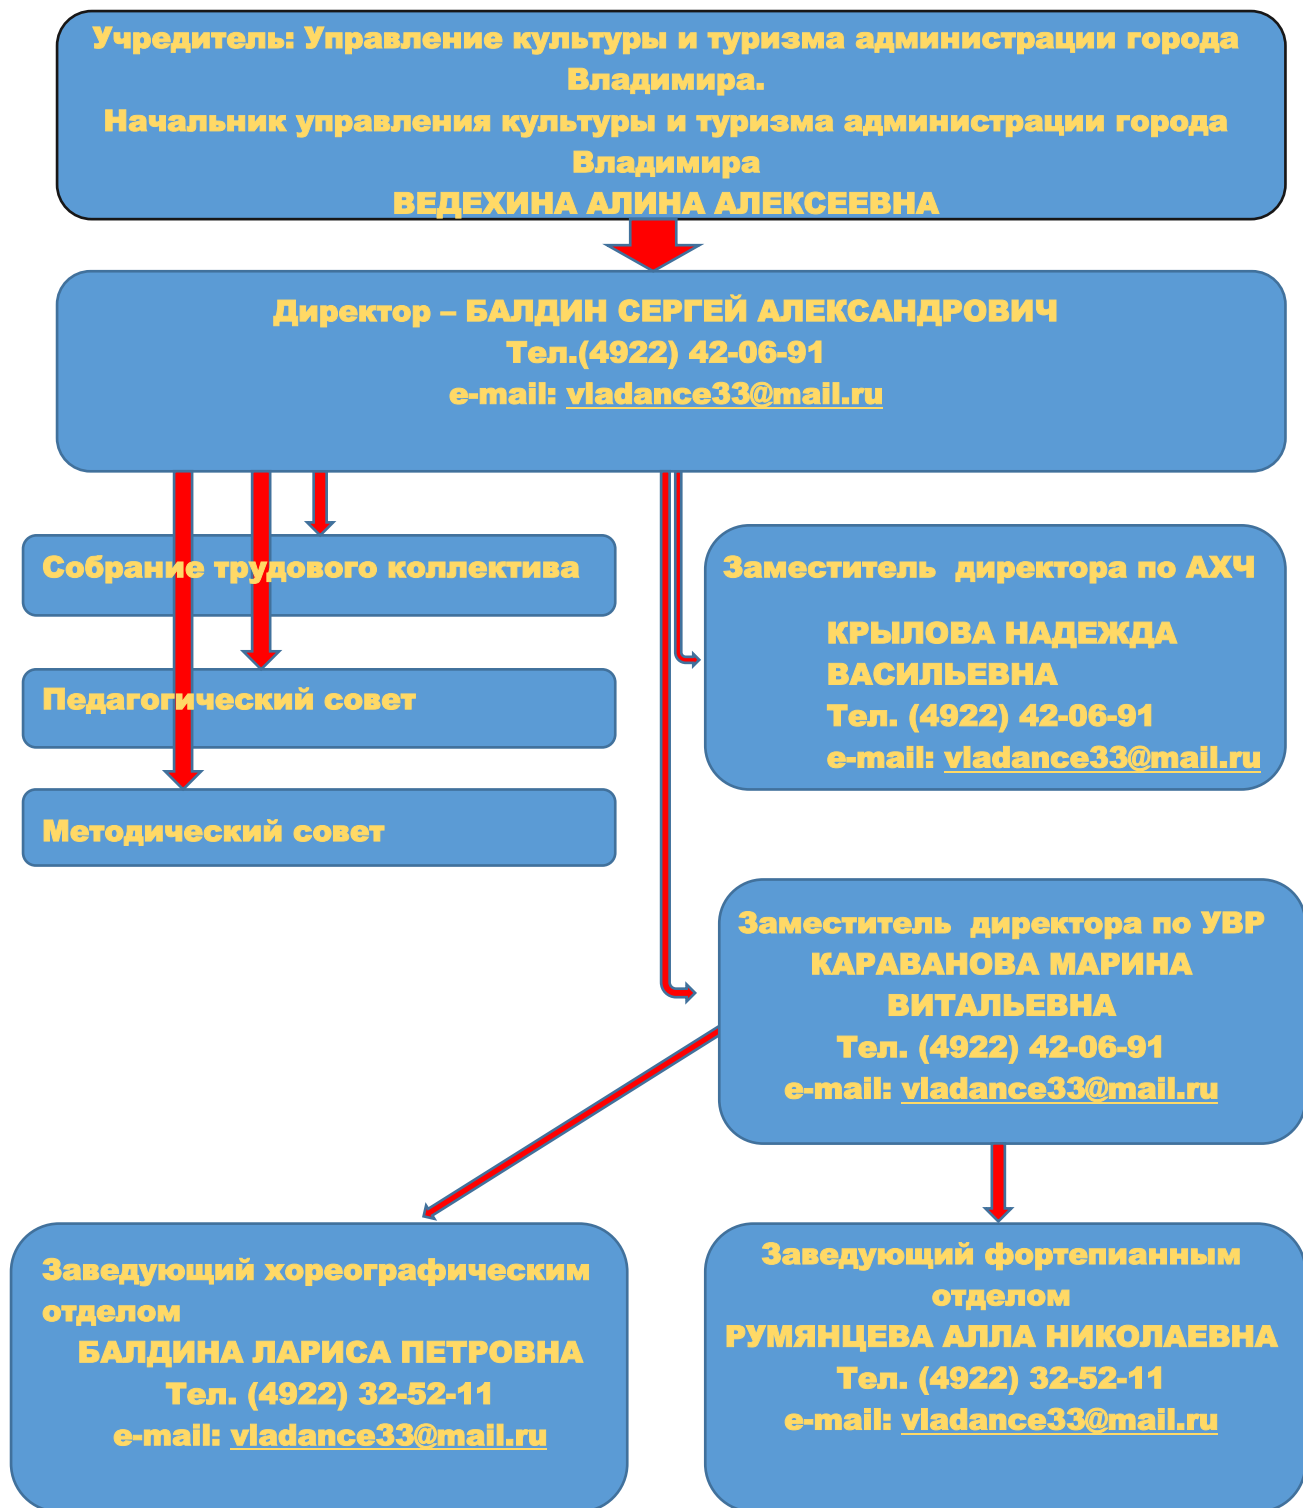 Учредитель: Управление культуры и туризма администрации города
Владимира.
Начальник управления культуры и туризма администрации города
Владимира
ВЕДЕХИНА АЛИНА АЛЕКСЕЕВНА
Директор – БАЛДИН СЕРГЕЙ АЛЕКСАНДРОВИЧ
Тел.(4922) 42-06-91
e-mail: vladance33@mail.ru
Собрание трудового коллектива
Педагогический совет
Методический совет
Заместитель директора по АХЧ
КРЫЛОВА НАДЕЖДА
ВАСИЛЬЕВНА
Тел. (4922) 42-06-91
e-mail: vladance33@mail.ru
Заместитель директора по УВР
КАРАВАНОВА МАРИНА
ВИТАЛЬЕВНА
Тел. (4922) 42-06-91
e-mail: vladance33@mail.ru
Заведующий хореографическим
отделом
БАЛДИНА ЛАРИСА ПЕТРОВНА
Тел. (4922) 32-52-11
e-mail: vladance33@mail.ru
Заведующий фортепианным
отделом
РУМЯНЦЕВА АЛЛА НИКОЛАЕВНА
Тел. (4922) 32-52-11
e-mail: vladance33@mail.ru